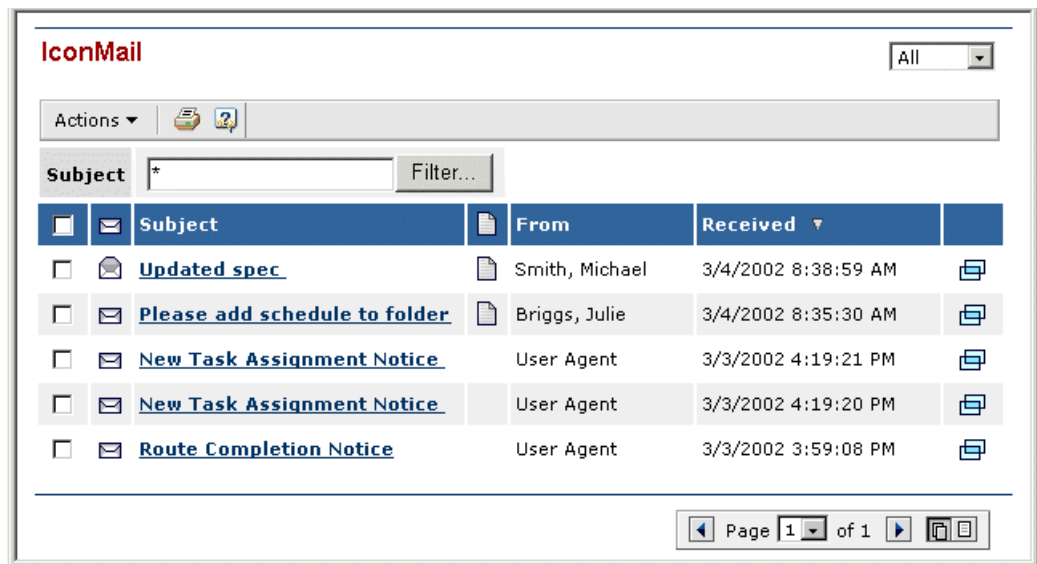 IconMail
All
Actions
Subject * Filter...
Subject From Received
Updated spec Smith, Michael 3/4/2002 8:38:59 AM
Please add schedule to folder Briggs, Julie 3/4/2002 8:35:30 AM
New Task Assignment Notice User Agent 3/3/2002 4:19:21 PM
New Task Assignment Notice User Agent 3/3/2002 4:19:20 PM
Route Completion Notice User Agent 3/3/2002 3:59:08 PM
Page 1 of 1